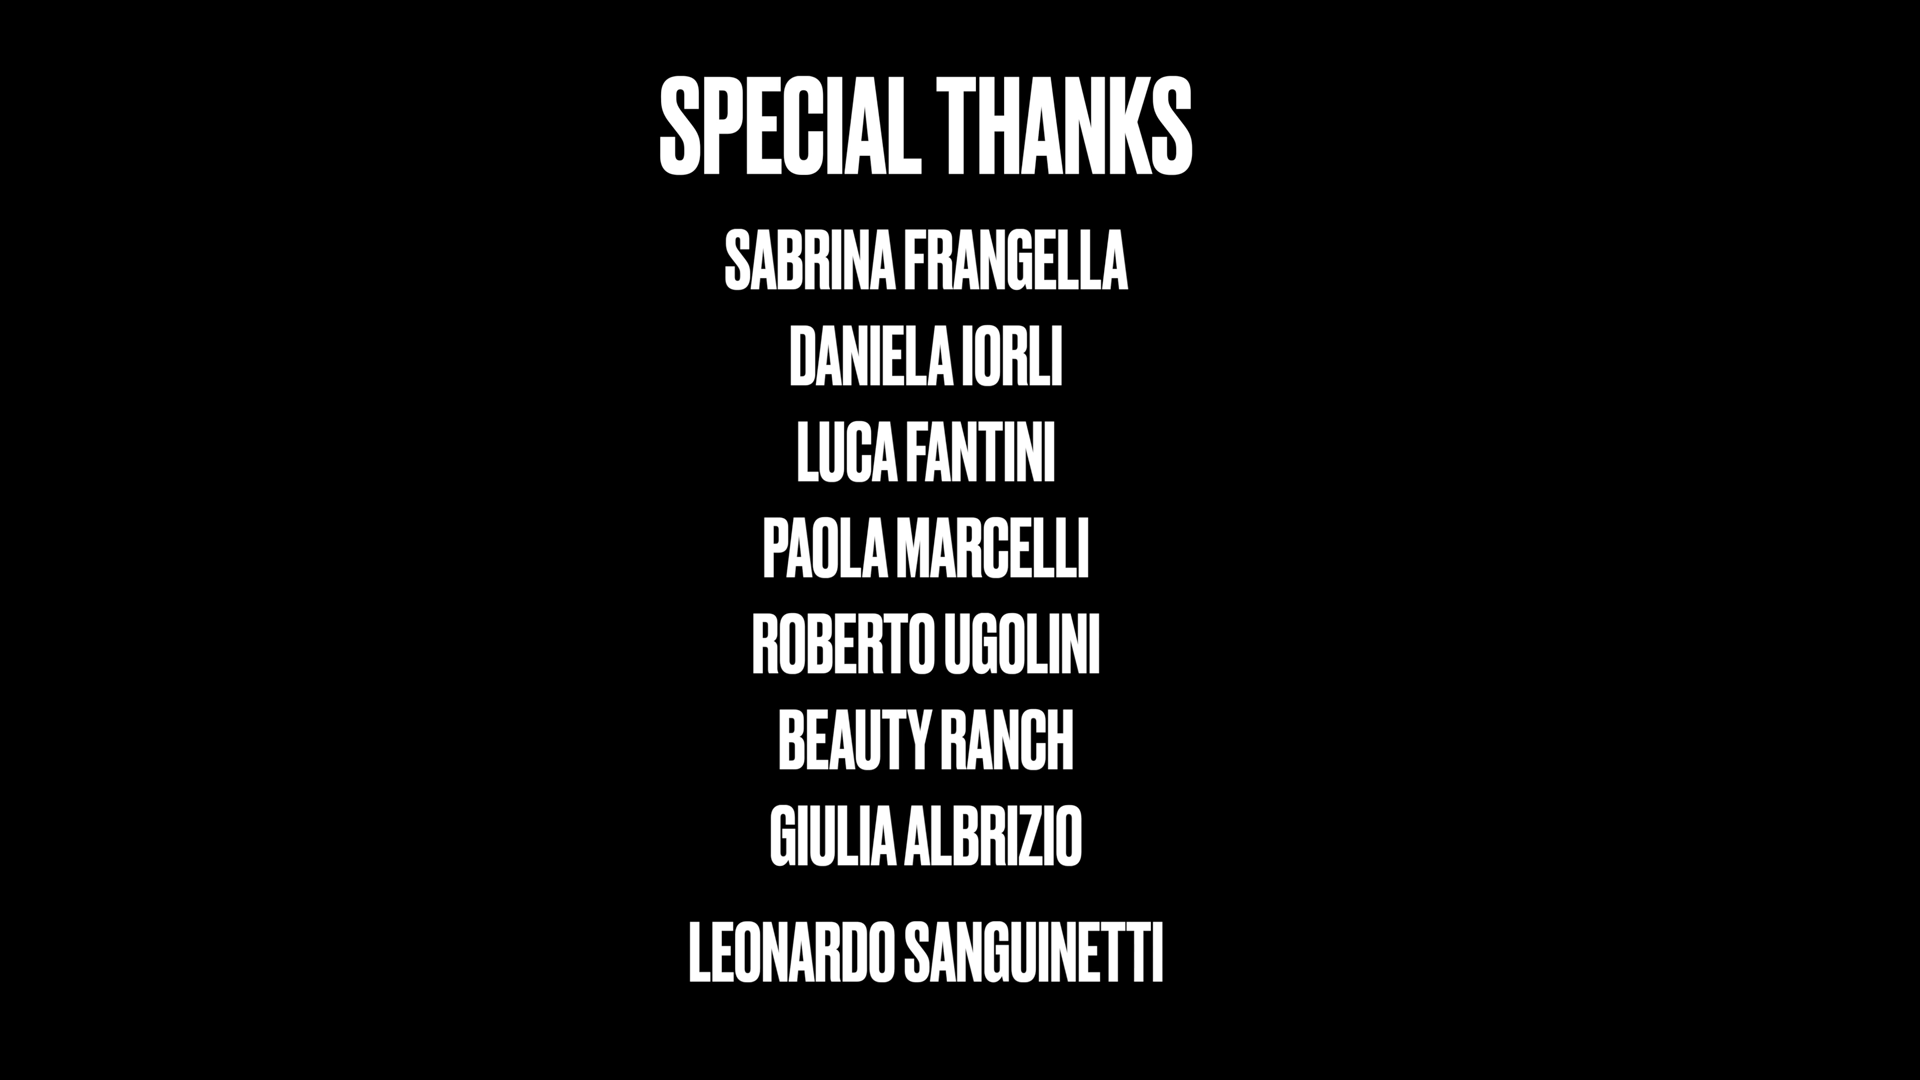 SPECIAL THANKS
SABRINA FRANGELLA
DANIELA IORLI
LUCA FANTINI
PAOLA MARCELLI
ROBERTO UGOLINI
BEAUTY RANCH
GIULIA ALBRIZIO
LEONARDO SANGUINETTI